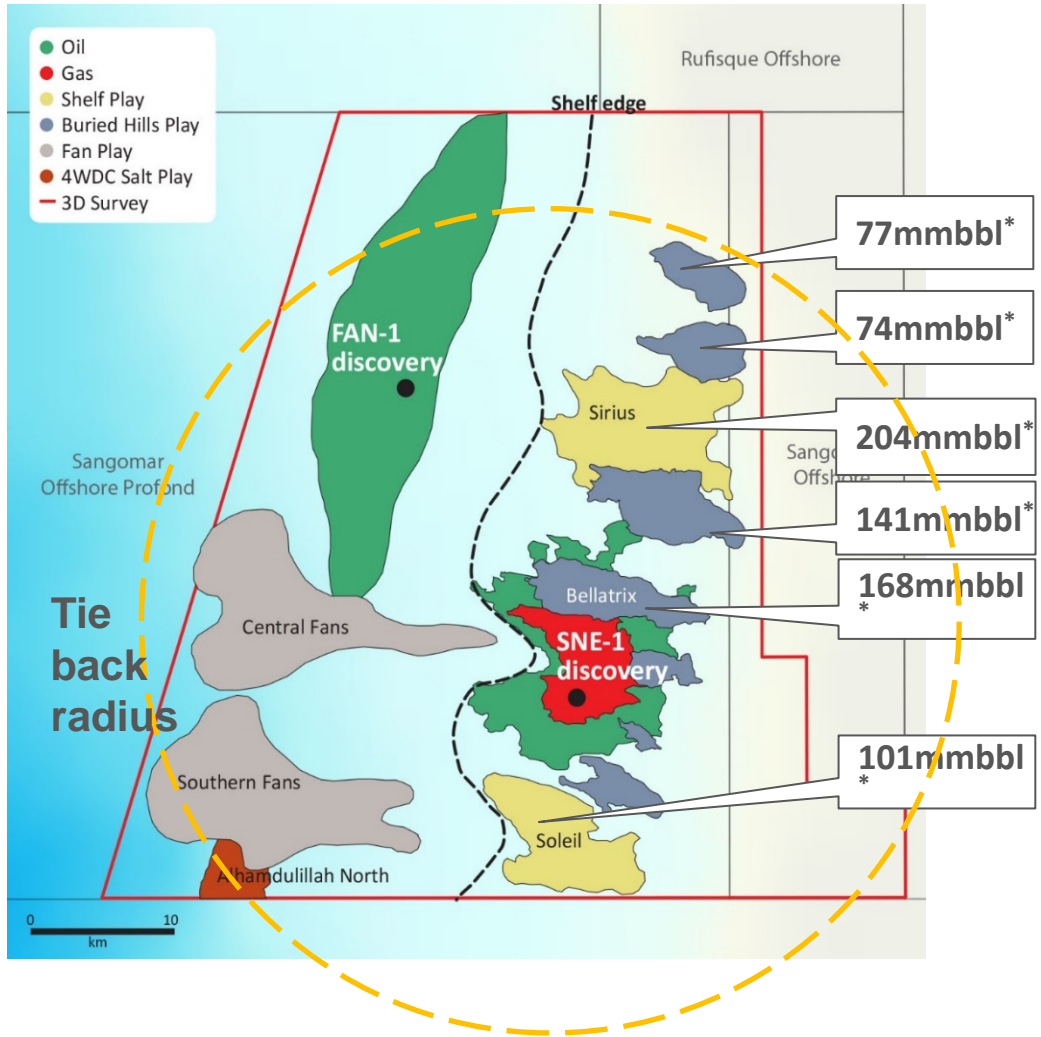 Oil
Gas
Shelf Play
Buried Hills Play
Fan Play
4WDC Salt Play
3D Survey
Rufisque Offshore
Shelf edge
77mmbbl*
74mmbbl*
FAN-1
discovery
Sirius
204mmbbl*
Sangomar
Offshore Profond
Sango
Offshore
141mmbbl*
Bellatrix
168mmbbl
*
Tie
back
radius
Central Fans
SNE-1
discovery
101mmbbl
*
Southern Fans
Soleil
Alhamdulillah North
0 10
km